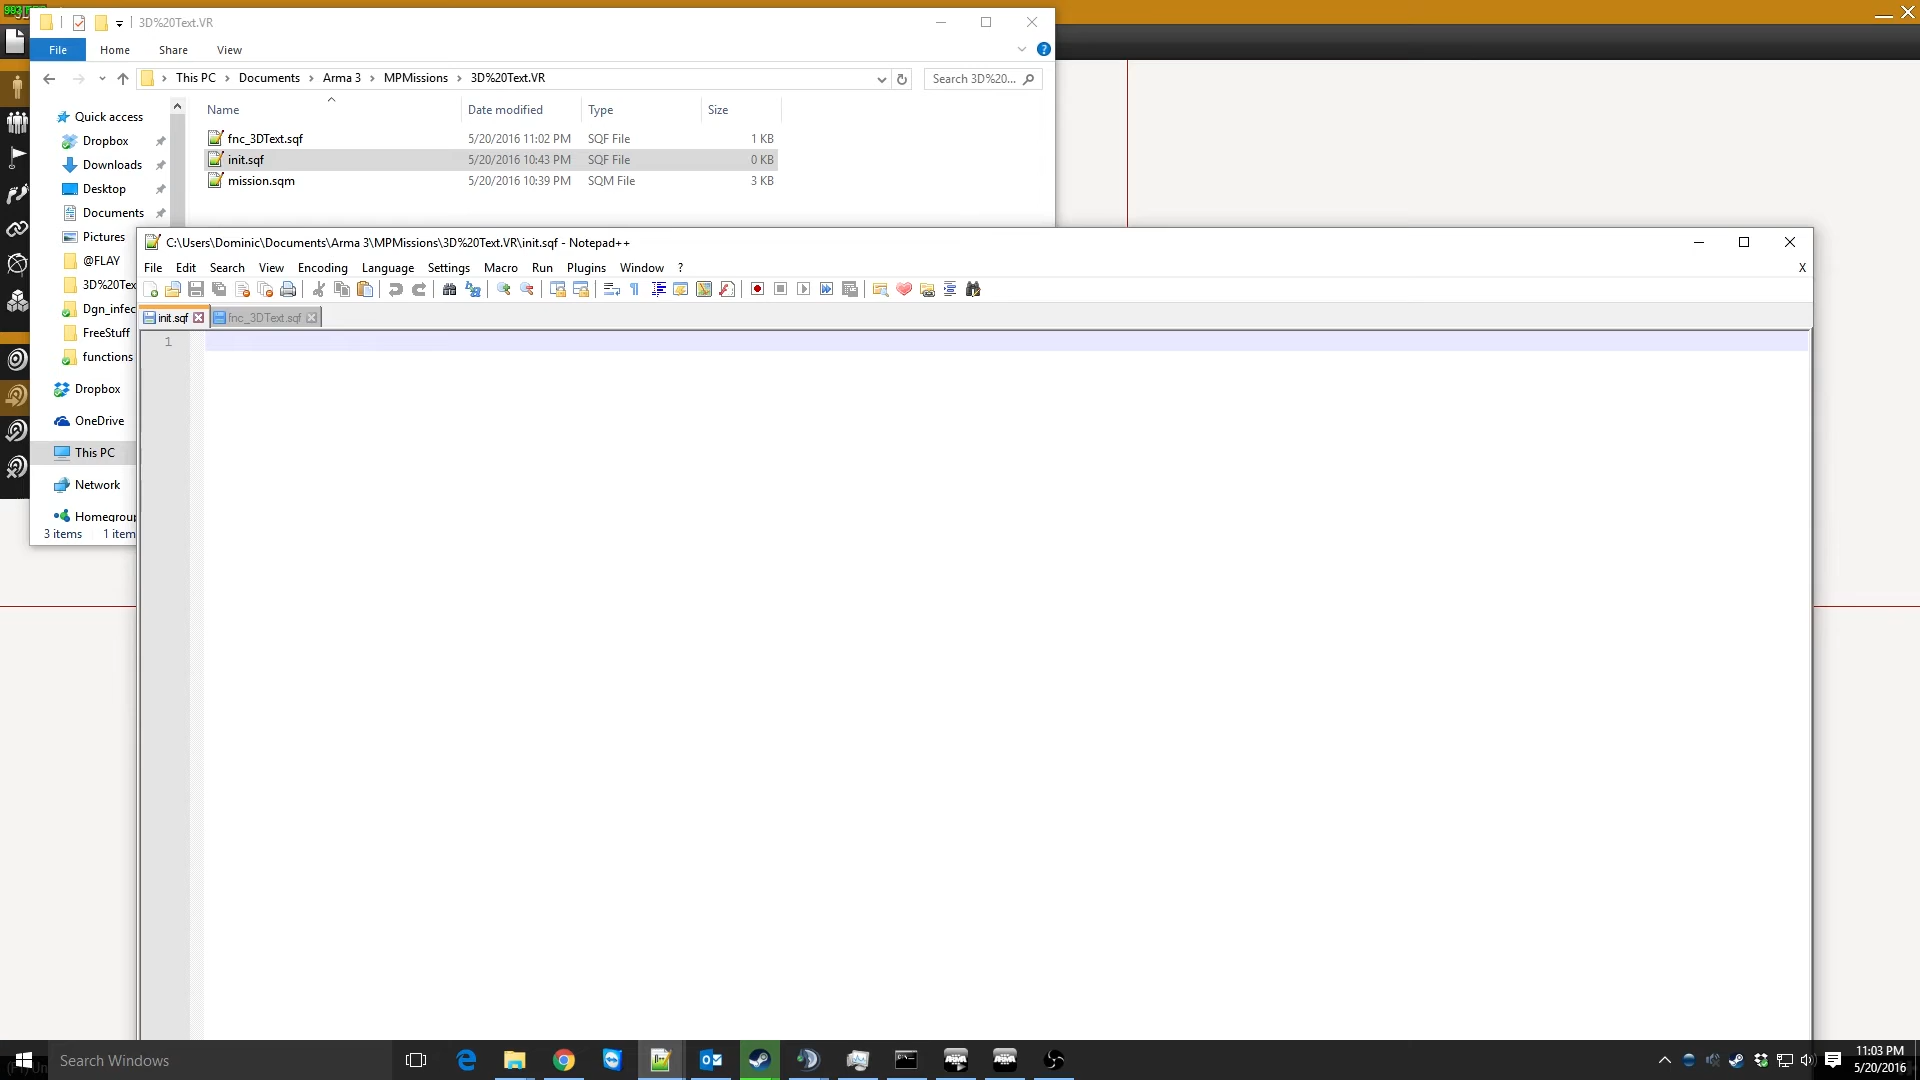 3D%20Text.VR
File Home Share View
This PC Documents Arma 3 MPMissions 3D%20Text.VR
Search 3D%20...
Name Date modified Type Size
fnc_3DText.sqf 5/20/2016 11:02 PM SQF File 1 KB
init.sqf 5/20/2016 10:43 PM SQF File 0 KB
mission.sqm 5/20/2016 10:39 PM SQM File 3 KB
Quick access
Dropbox
Downloads
Desktop
Documents
Pictures
@FLAY
3D%20Tex
Dgn_infec
FreeStuff
functions
Dropbox
OneDrive
This PC
Network
Homegroup
3 items 1 item
C:\Users\Dominic\Documents\Arma 3\MPMissions\3D%20Text.VR\init.sqf - Notepad++
File Edit Search View Encoding Language Settings Macro Run Plugins Window ? X
init.sqf fnc_3DText.sqf
1
Search Windows
11:03 PM
5/20/2016